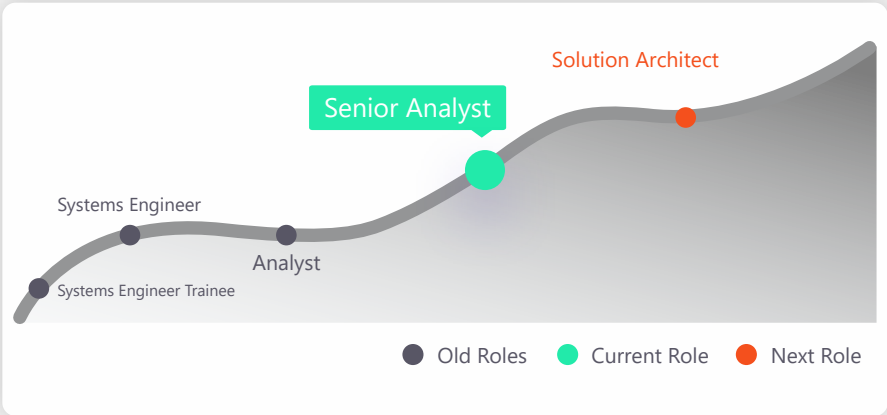 Solution Architect
Senior Analyst
Systems Engineer
Analyst
Systems Engineer Trainee
Old Roles
Current Role
Next Role